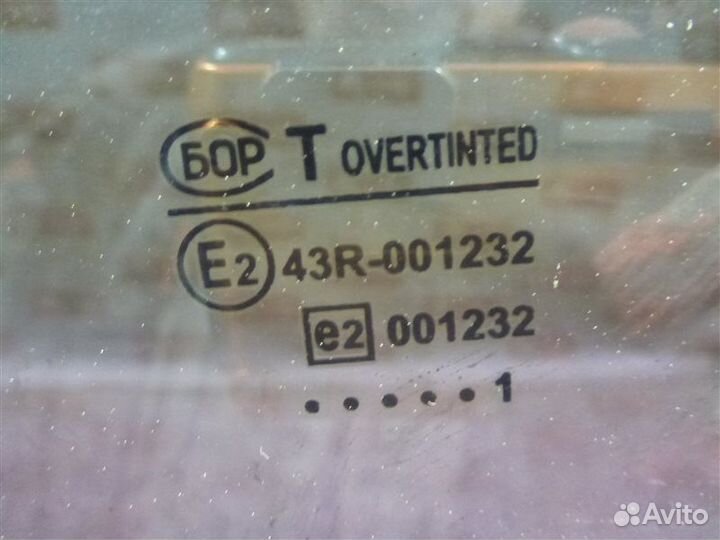 БОР T OVERTINTED
E2 43R-001232
e2 001232
.....1
Avito